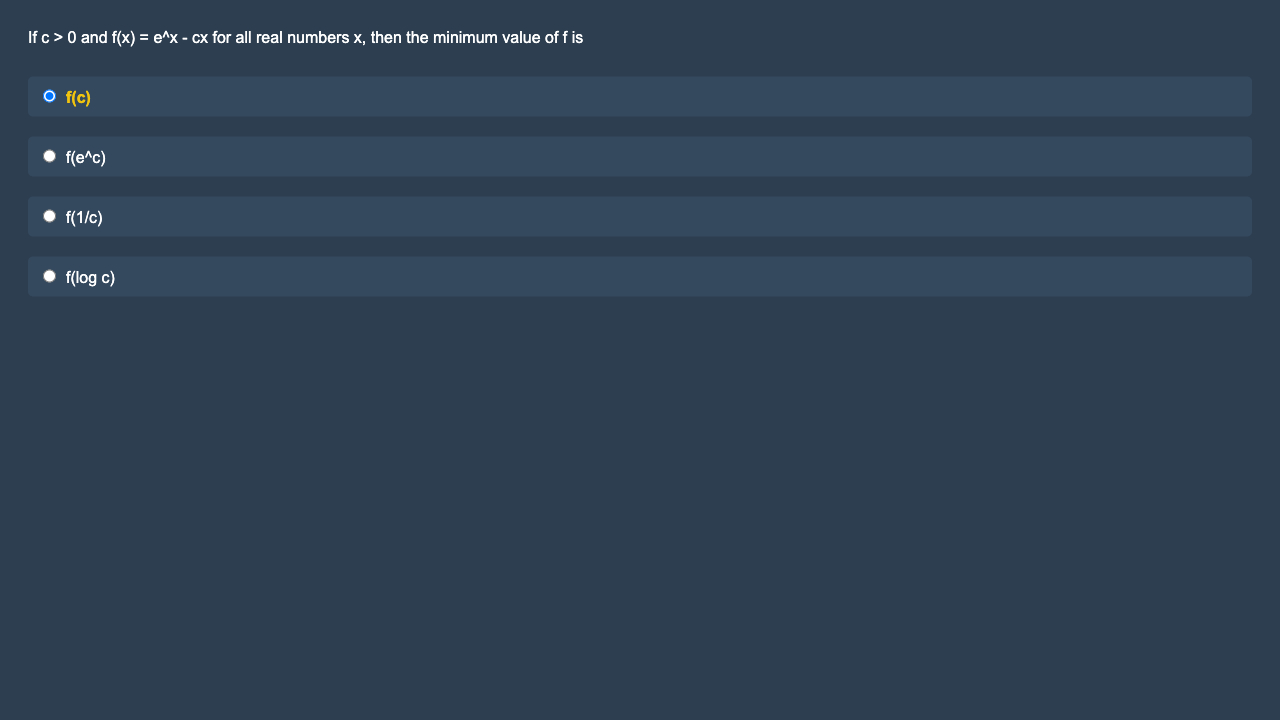 If c > 0 and f(x) = e^x - cx for all real numbers x, then the minimum value of f is
f(c)
f(e^c)
f(1/c)
f(log c)